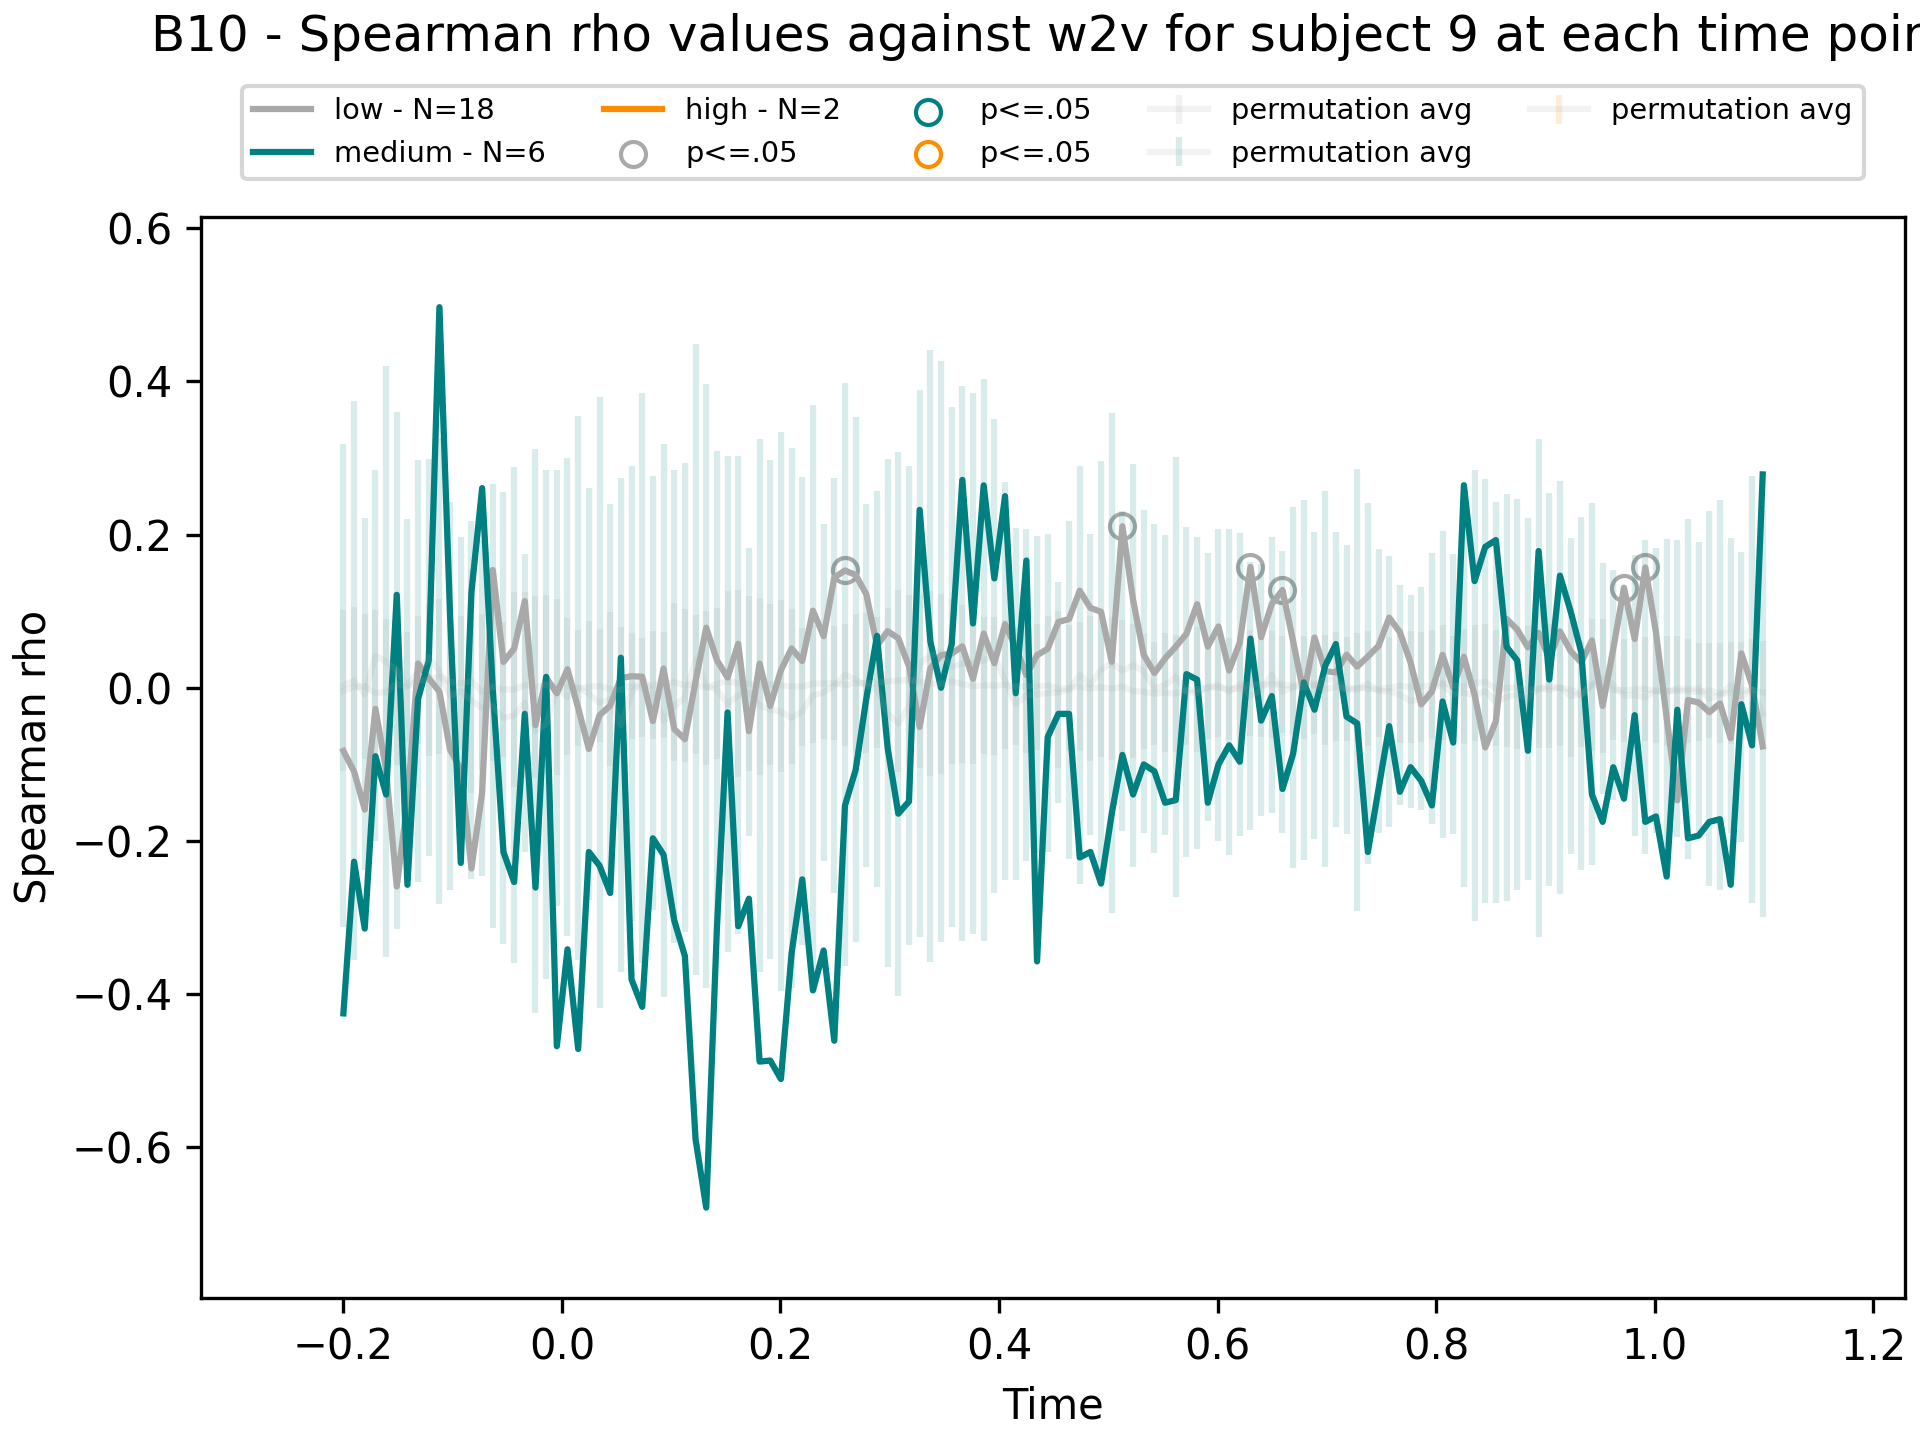 B10 - Spearman rho values against w2v for subject 9 at each time poin
low - N=18 high - N=2 p<=.05 permutation avg permutation avg
medium - N=6 p<=.05 p<=.05 permutation avg
0.6
0.4
0.2
0.0
−0.2
−0.4
−0.6
Spearman rho
−0.2 0.0 0.2 0.4 0.6 0.8 1.0 1.2
Time